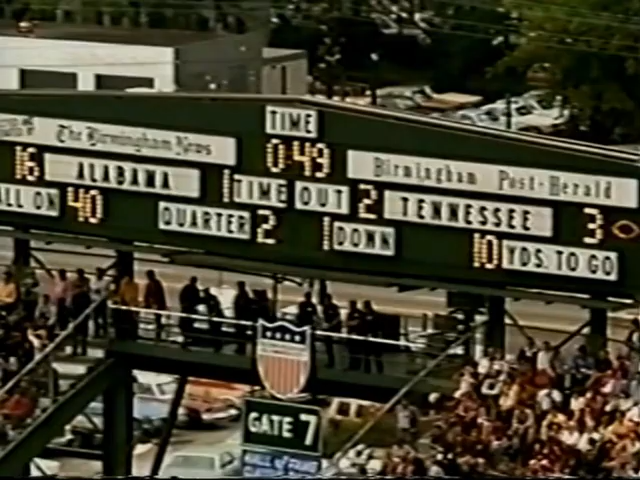 TIME
The Birmingham News
0:49
Birmingham Post-Herald
16 ALABAMA
1 TIME OUT 2
TENNESSEE 3
ALL ON 40
QUARTER 2
1 DOWN
10 YDS. TO GO
GATE 7